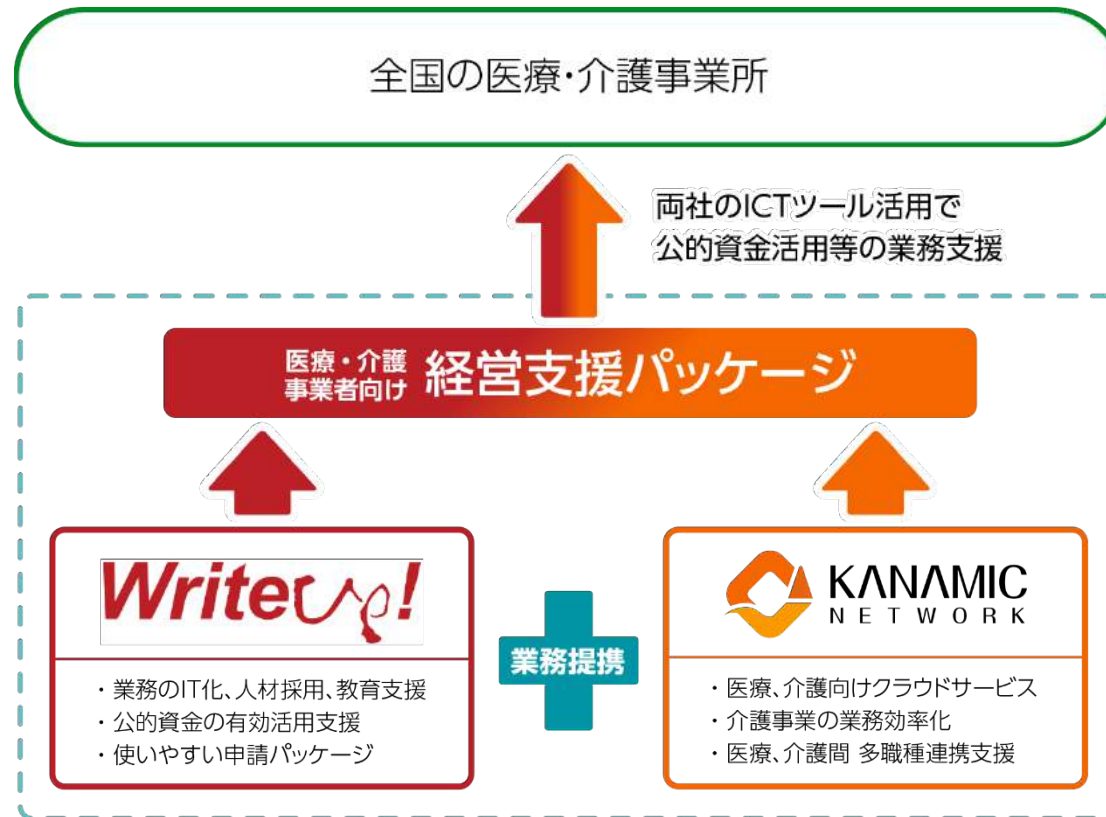 全国の医療・介護事業所
両社のICTツール活用で
公的資金活用等の業務支援
医療・介護
事業者向け 経営支援パッケージ
WriteUp!
・業務のIT化、人材採用、教育支援
・公的資金の有効活用支援
・使いやすい申請パッケージ
業務提携
KANAMIC
NETWORK
・医療、介護向けクラウドサービス
・介護事業の業務効率化
・医療、介護間 多職種連携支援